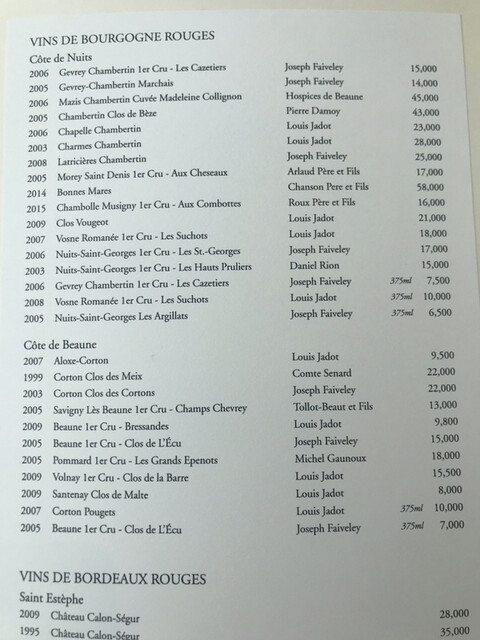 VINS DE BOURGOGNE ROUGES
Côte de Nuits
2006 Gevrey Chambertin 1er Cru - Les Cazetiers Joseph Faiveley 15,000
2005 Gevrey-Chambertin Marchais Joseph Faiveley 14,000
2006 Mazis Chambertin Cuvée Madeleine Collignon Hospices de Beaune 45,000
2005 Chambertin Clos de Bèze Pierre Damoy 43,000
2006 Chapelle Chambertin Louis Jadot 23,000
2003 Charmes Chambertin Louis Jadot 28,000
2008 Latricières Chambertin Joseph Faiveley 25,000
2005 Morey Saint Denis 1er Cru - Aux Cheseaux Arlaud Père et Fils 17,000
2014 Bonnes Mares Chanson Pere et Fils 58,000
2015 Chambolle Musigny 1er Cru - Aux Combottes Roux Père et Fils 16,000
2009 Clos Vougeot Louis Jadot 21,000
2007 Vosne Romanée 1er Cru - Les Suchots Louis Jadot 18,000
2006 Nuits-Saint-Georges 1er Cru - Les St.-Georges Joseph Faiveley 17,000
2003 Nuits-Saint-Georges 1er Cru - Les Hauts Pruliers Daniel Rion 15,000
2006 Gevrey Chambertin 1er Cru - Les Cazetiers Joseph Faiveley 375ml 7,500
2008 Vosne Romanée 1er Cru - Les Suchots Louis Jadot 375ml 10,000
2005 Nuits-Saint-Georges Les Argillats Joseph Faiveley 375ml 6,500
Côte de Beaune
2007 Aloxe-Corton Louis Jadot 9,500
1999 Corton Clos des Meix Comte Senard 22,000
2003 Corton Clos des Cortons Joseph Faiveley 22,000
2005 Savigny Lès Beaune 1er Cru - Champs Chevrey Tollot-Beaut et Fils 13,000
2009 Beaune 1er Cru - Bressandes Louis Jadot 9,800
2005 Beaune 1er Cru - Clos de L'Écu Joseph Faiveley 15,000
2005 Pommard 1er Cru - Les Grands Epenots Michel Gaunoux 18,000
2009 Volnay 1er Cru - Clos de la Barre Louis Jadot 15,500
2009 Santenay Clos de Malte Louis Jadot 8,000
2007 Corton Pougets Louis Jadot 375ml 10,000
2005 Beaune 1er Cru - Clos de L'Écu Joseph Faiveley 375ml 7,000
VINS DE BORDEAUX ROUGES
Saint Estèphe
2009 Château Calon-Ségur 28,000
1995 Château Calon-Ségur 35,000